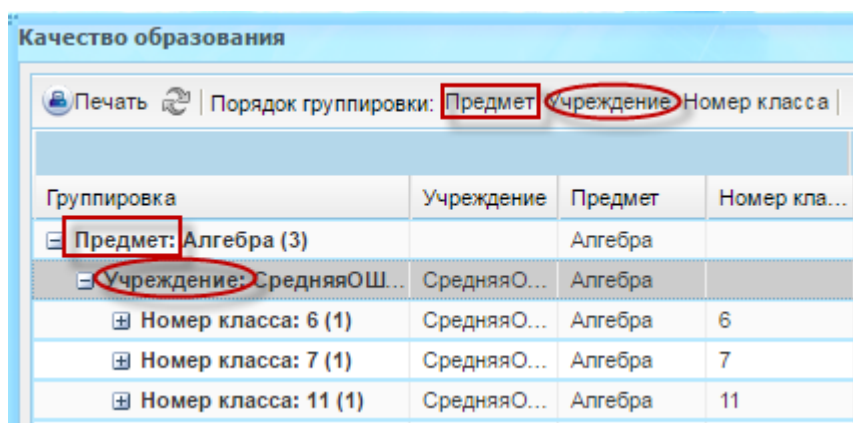 Качество образования
Печать | Порядок группировки: Предмет Учреждение Номер класса |
Группировка Учреждение Предмет Номер кла...
Предмет: Алгебра (3) Алгебра
Учреждение: СредняяОШ... СредняяО... Алгебра
Номер класса: 6 (1) СредняяО... Алгебра 6
Номер класса: 7 (1) СредняяО... Алгебра 7
Номер класса: 11 (1) СредняяО... Алгебра 11